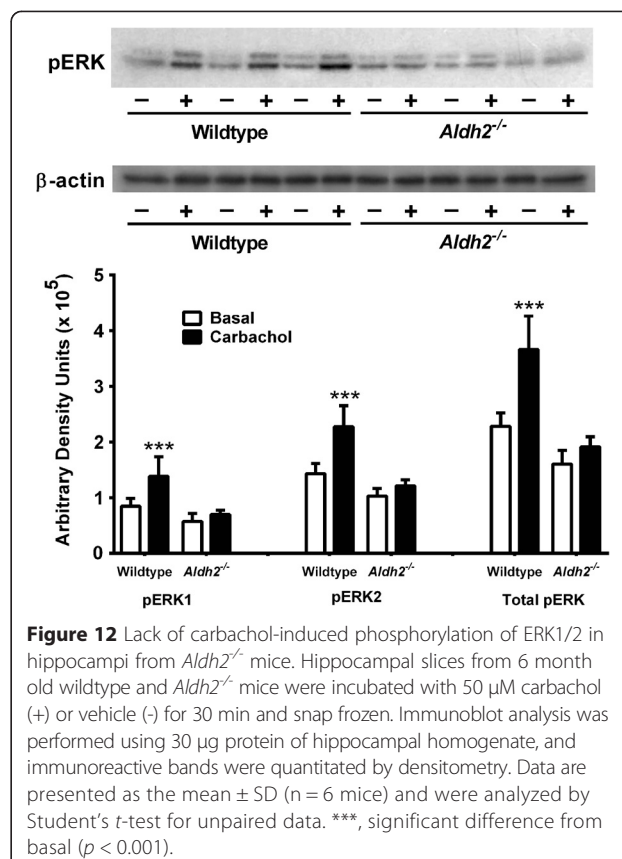 pERK
− + − + − + − + − + − +
Wildtype Aldh2-/-
β-actin
− + − + − + − + − + − +
Wildtype Aldh2-/-
Arbitrary Density Units (x 10^5)
5
4
3
2
1
0
Basal
Carbachol
***
***
***
Wildtype Aldh2-/- Wildtype Aldh2-/- Wildtype Aldh2-/-
pERK1 pERK2 Total pERK
Figure 12 Lack of carbachol-induced phosphorylation of ERK1/2 in
hippocampi from Aldh2-/- mice. Hippocampal slices from 6 month
old wildtype and Aldh2-/- mice were incubated with 50 μM carbachol
(+) or vehicle (-) for 30 min and snap frozen. Immunoblot analysis was
performed using 30 μg protein of hippocampal homogenate, and
immunoreactive bands were quantitated by densitometry. Data are
presented as the mean ± SD (n = 6 mice) and were analyzed by
Student's t-test for unpaired data. ***, significant difference from
basal (p < 0.001).